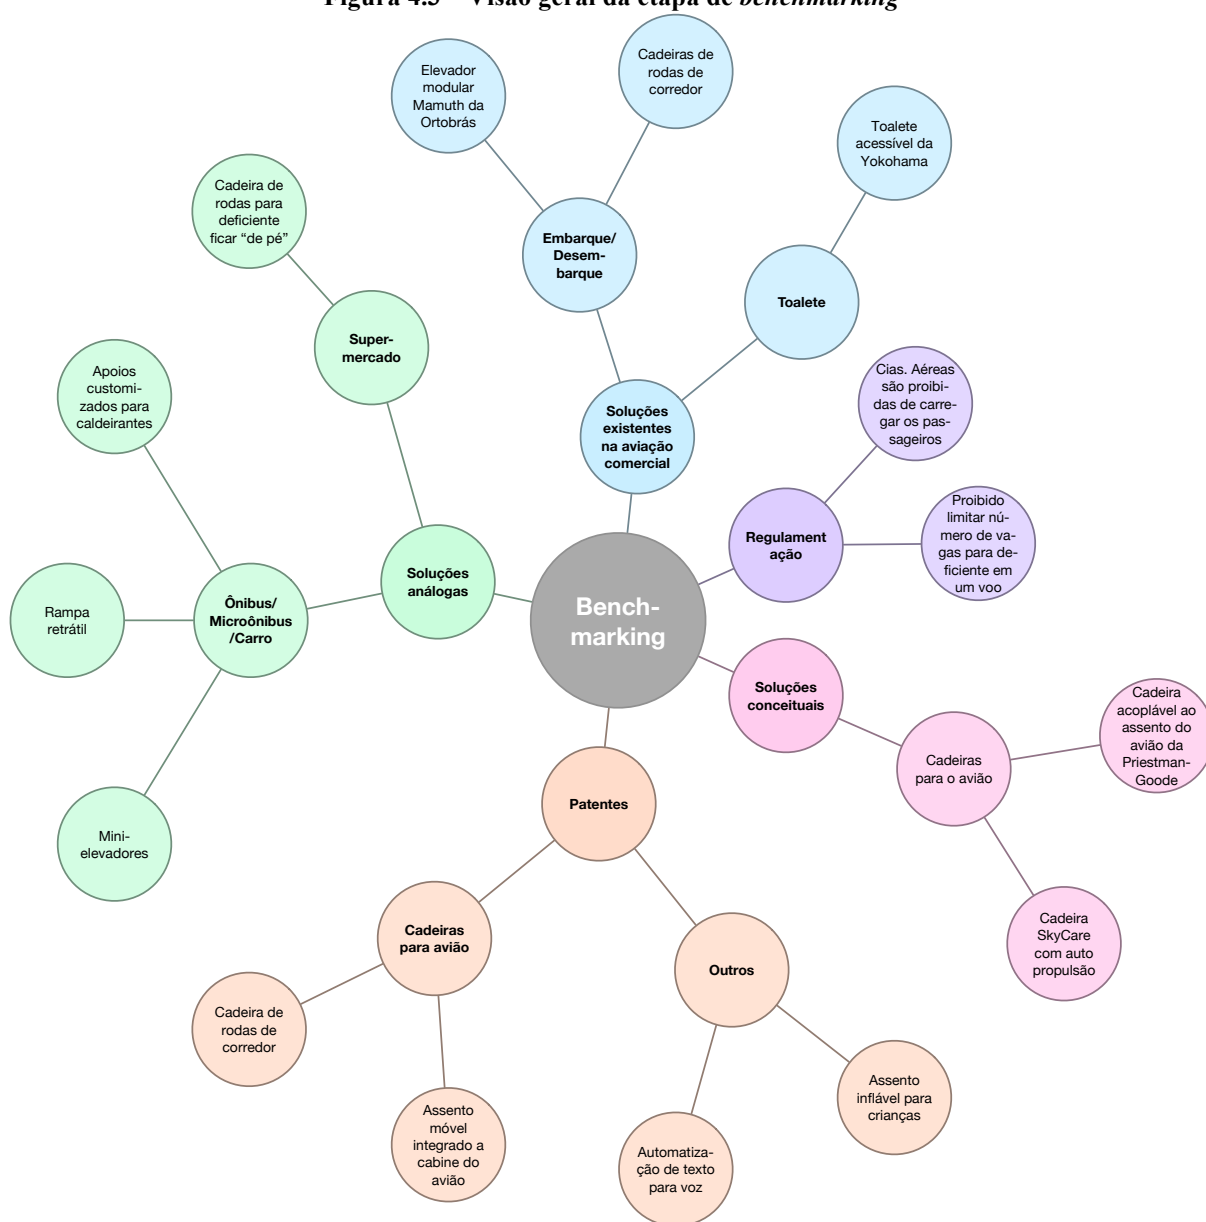 Figura 4.3 – Visão geral da etapa de benchmarking
Elevador
modular
Mamuth da
Ortobrás
Cadeiras de
rodas de
corredor
Toalete
acessível da
Yokohama
Cadeira de
rodas para
deficiente
ficar “de pé”
Embarque/
Desem-
barque
Toalete
Super-
mercado
Apoios
customi-
zados para
caldeirantes
Soluções
existentes
na aviação
comercial
Cias. Aéreas
são proibi-
das de carre-
gar os pas-
sageiros
Regulament
ação
Proibido
limitar nú-
mero de va-
gas para de-
ficiente em
um voo
Soluções
análogas
Ônibus/
Microônibus
/Carro
Rampa
retrátil
Bench-
marking
Soluções
conceituais
Cadeira
acoplável ao
assento do
avião da
Priestman-
Goode
Cadeiras
para o avião
Mini-
elevadores
Patentes
Cadeira
SkyCare
com auto
propulsão
Cadeiras
para avião
Outros
Cadeira de
rodas de
corredor
Assento
móvel
integrado a
cabine do
avião
Automatiza-
ção de texto
para voz
Assento
inflável para
crianças